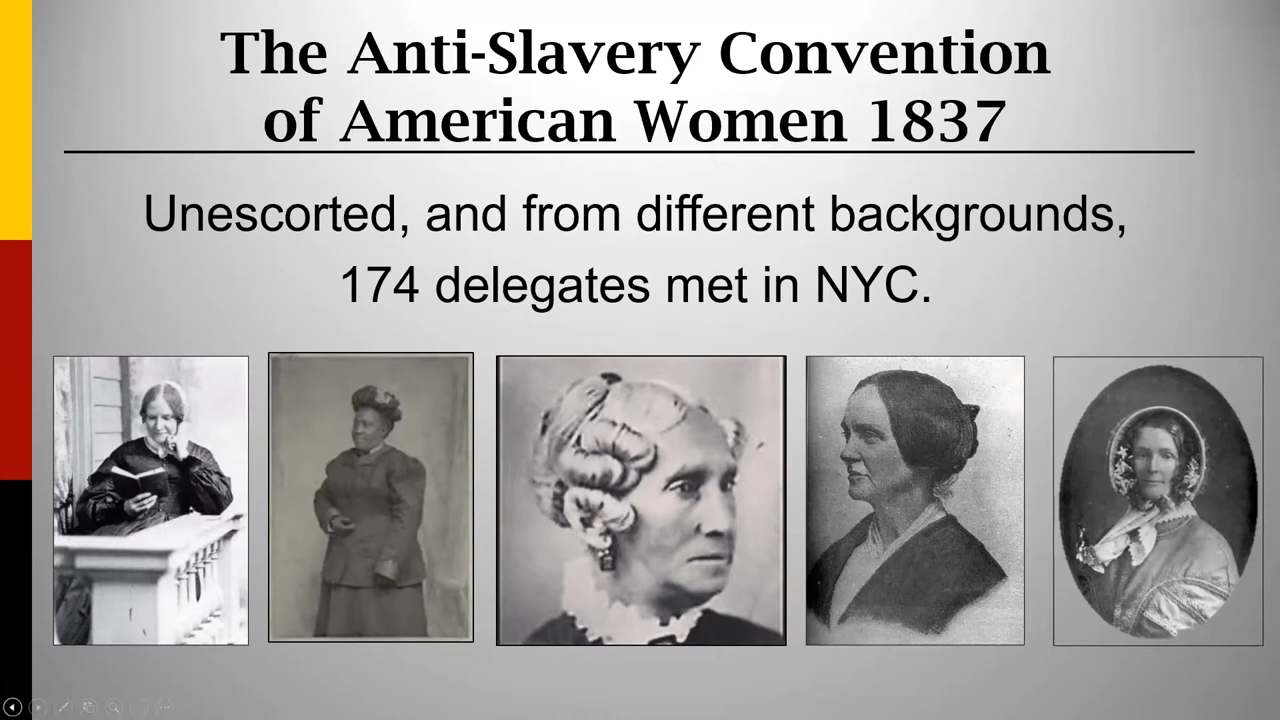 The Anti-Slavery Convention
of American Women 1837
Unescorted, and from different backgrounds,
174 delegates met in NYC.